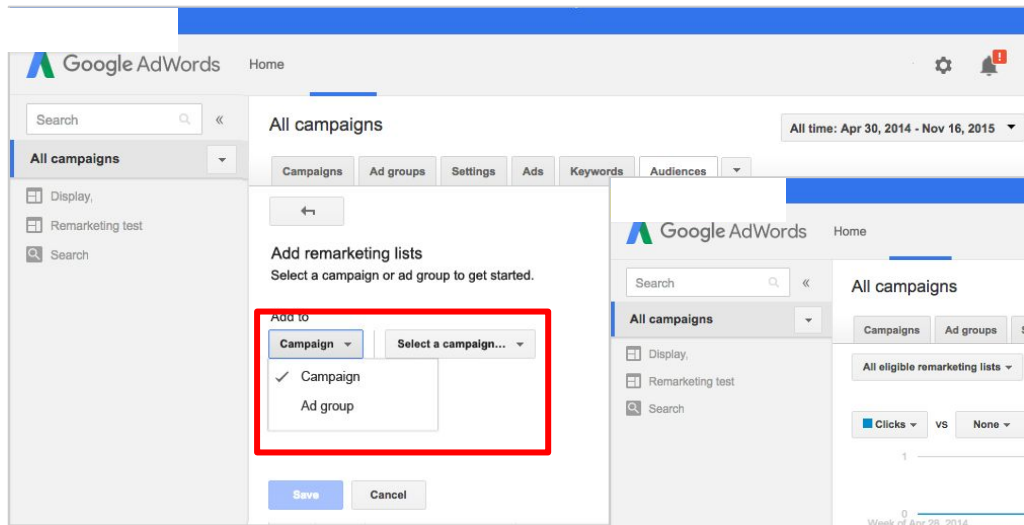 Google AdWords
Home
!
Search
«
All campaigns
Display,
Remarketing test
Search
All campaigns
All time: Apr 30, 2014 - Nov 16, 2015
Campaigns
Ad groups
Settings
Ads
Keywords
Audiences
Add remarketing lists
Select a campaign or ad group to get started.
Add to
Campaign
Select a campaign...
Campaign
Ad group
Save
Cancel
Google AdWords
Home
Search
«
All campaigns
Display,
Remarketing test
Search
All campaigns
Campaigns
Ad groups
All eligible remarketing lists
Clicks vs None
1
0
Week of Apr 28, 2014